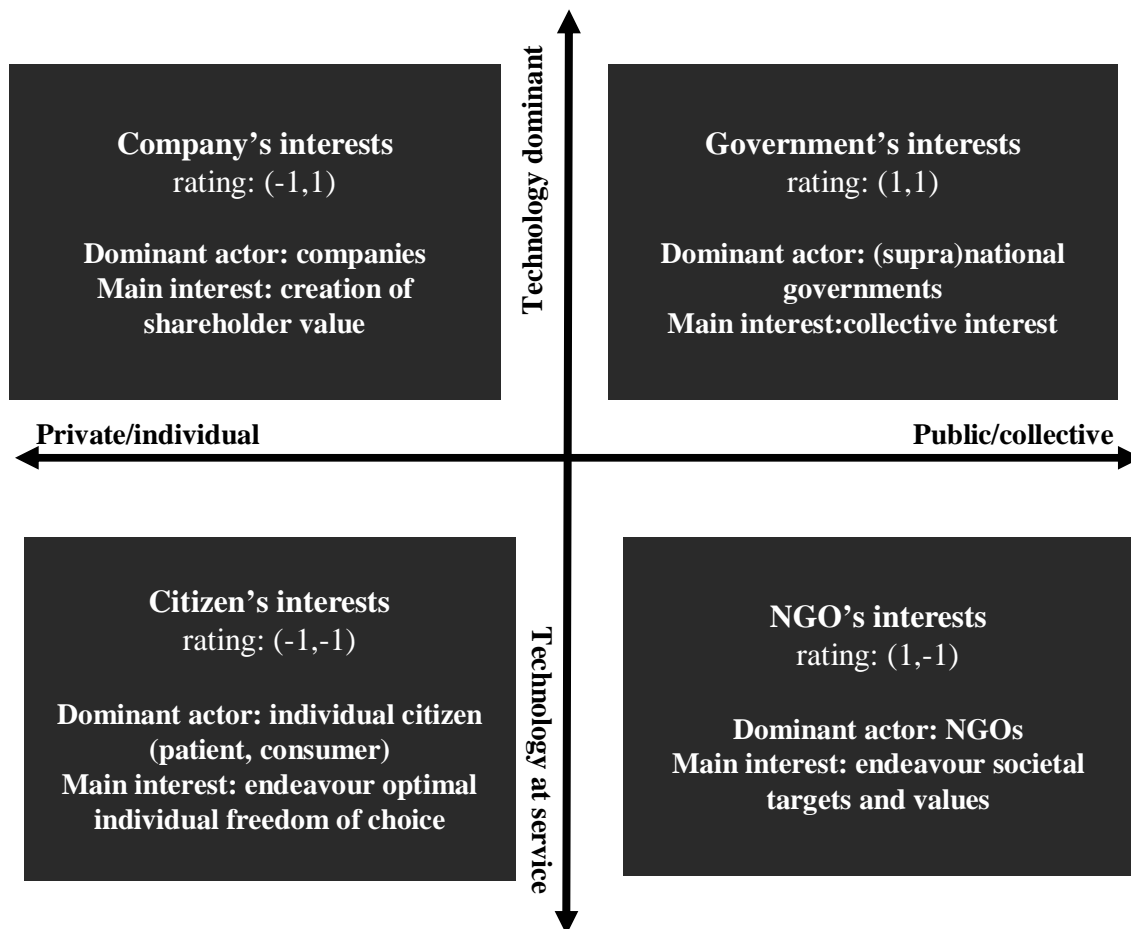 Technology dominant
Company’s interests
rating: (-1,1)
Dominant actor: companies
Main interest: creation of
shareholder value
Government’s interests
rating: (1,1)
Dominant actor: (supra)national
governments
Main interest:collective interest
Private/individual
Public/collective
Citizen’s interests
rating: (-1,-1)
Dominant actor: individual citizen
(patient, consumer)
Main interest: endeavour optimal
individual freedom of choice
Technology at service
NGO’s interests
rating: (1,-1)
Dominant actor: NGOs
Main interest: endeavour societal
targets and values